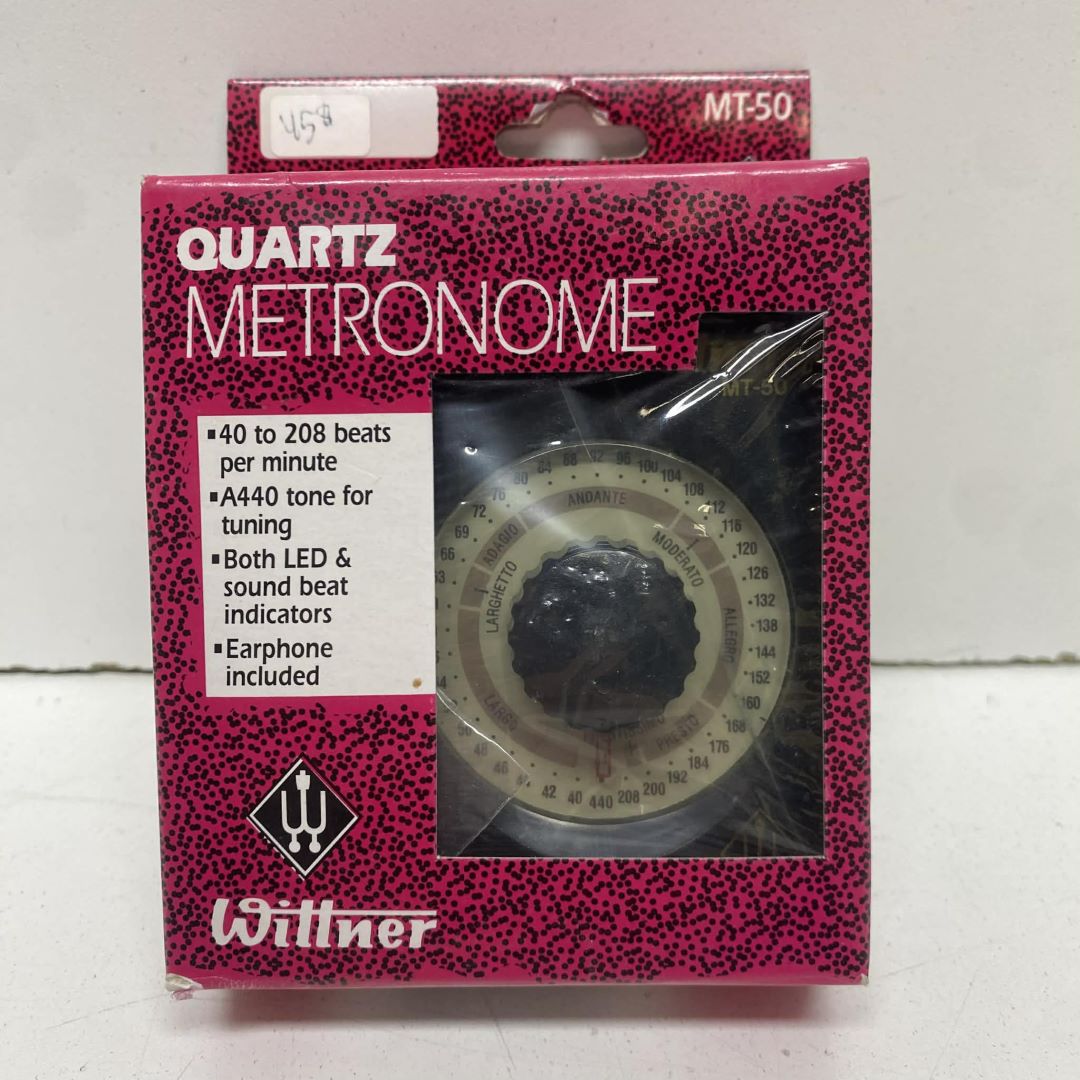 45$
MT-50
QUARTZ
METRONOME
▪40 to 208 beats
per minute
▪A440 tone for
tuning
▪Both LED &
sound beat
indicators
▪Earphone
included
MT-50
ANDANTE
MODERATO
ALLEGRO
PRESTO
LARGO
LARGHETTO
ADAGIO
40 42
48
66 69 72 76 80 84 88 92 96 100 104 108 112 116 120 126 132 138 144 152 160 168 176 184 192 200 208 440
Wittner